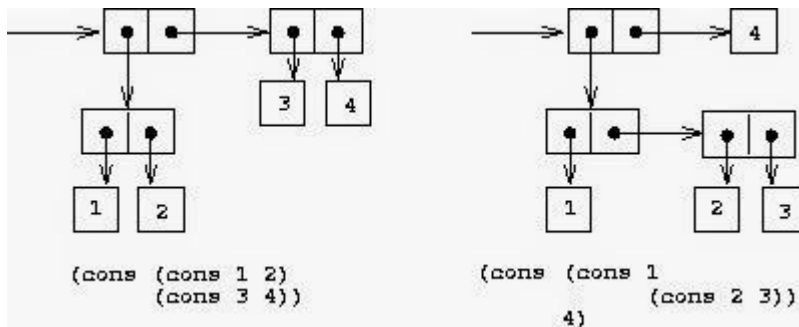 4
3 4
1 2
1 2 3
(cons (cons 1 2)
(cons 3 4))
(cons (cons 1
(cons 2 3))
4)